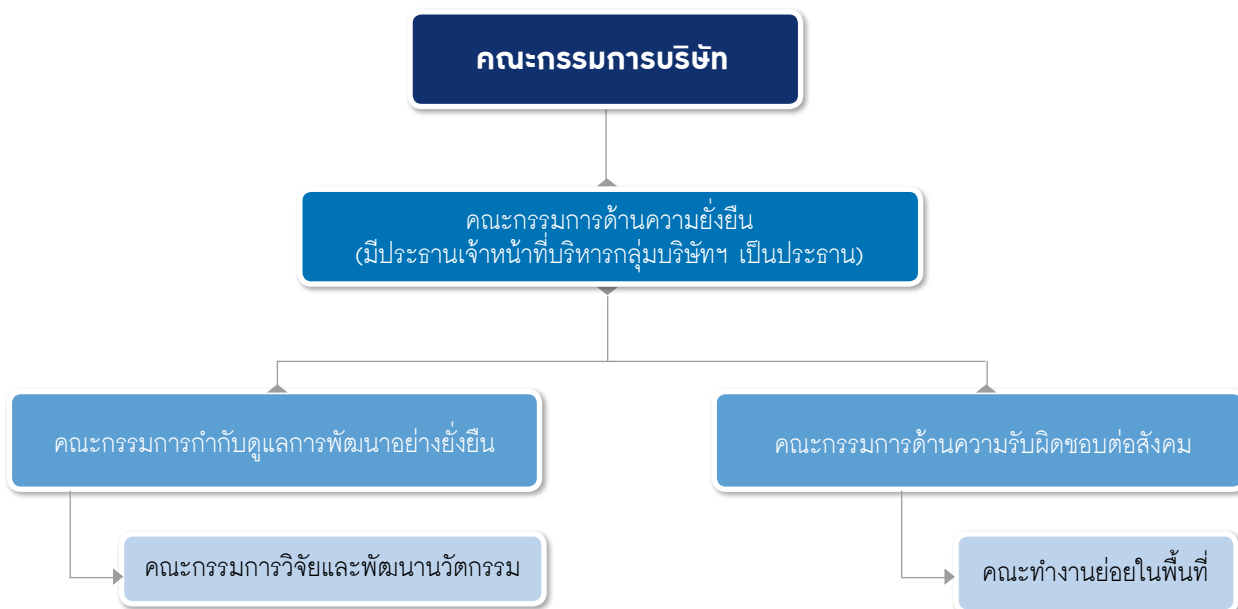 คณะกรรมการบริษัท
คณะกรรมการด้านความยั่งยืน
(มีประธานเจ้าหน้าที่บริหารกลุ่มบริษัทฯ เป็นประธาน)
คณะกรรมการกำกับดูแลการพัฒนาอย่างยั่งยืน
คณะกรรมการด้านความรับผิดชอบต่อสังคม
คณะกรรมการวิจัยและพัฒนานวัตกรรม
คณะทำงานย่อยในพื้นที่